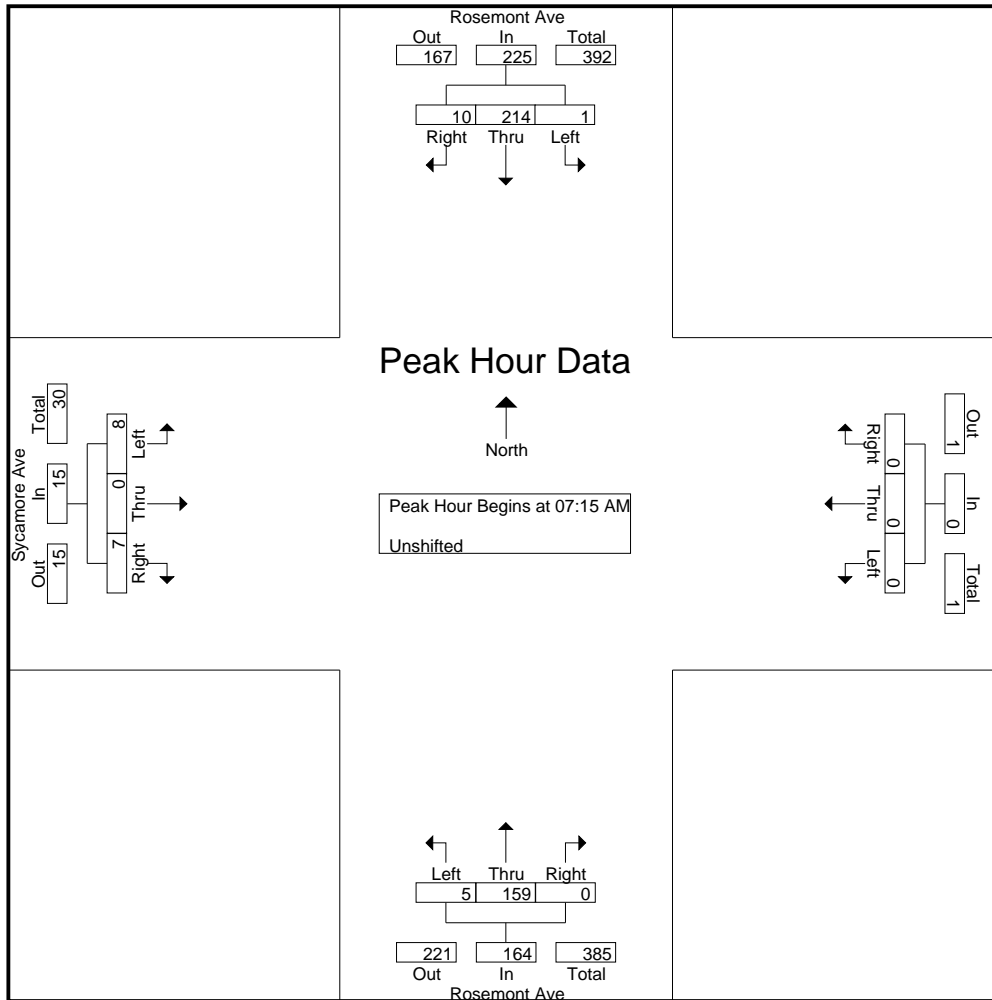 Rosemont Ave
Out In Total
167 225 392
10 214 1
Right Thru Left
Peak Hour Data
North
Peak Hour Begins at 07:15 AM
Unshifted
Sycamore Ave
Total In Out
30 15 15
8 0 7
Left Thru Right
Right Thru Left
0 0 0
Out In Total
1 0 1
Left Thru Right
5 159 0
221 164 385
Out In Total
Rosemont Ave